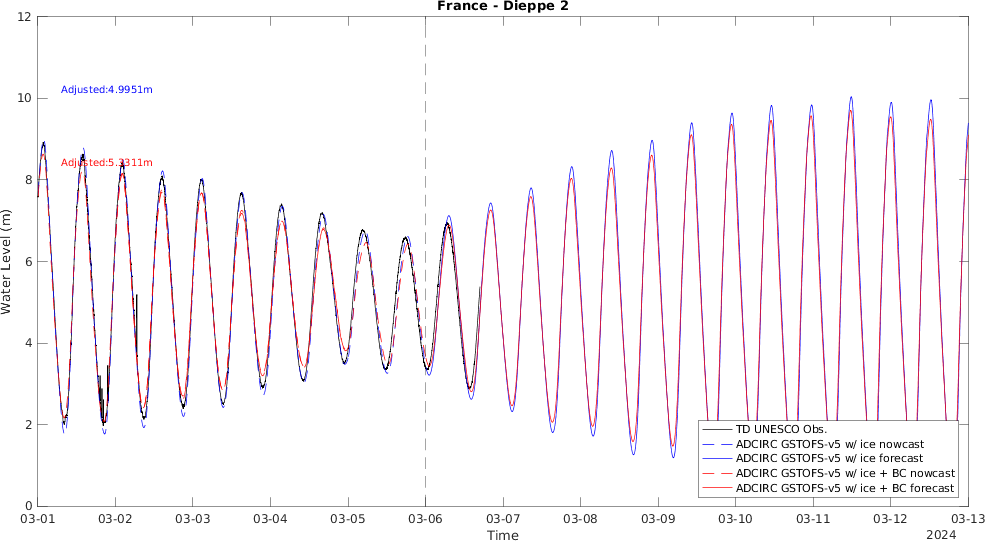 France - Dieppe 2
12
10
8
6
4
2
0
Water Level (m)
Adjusted:4.9951m
Adjusted:5.2311m
TD UNESCO Obs.
ADCIRC GSTOFS-v5 w/ ice nowcast
ADCIRC GSTOFS-v5 w/ ice forecast
ADCIRC GSTOFS-v5 w/ ice + BC nowcast
ADCIRC GSTOFS-v5 w/ ice + BC forecast
03-01 03-02 03-03 03-04 03-05 03-06 03-07 03-08 03-09 03-10 03-11 03-12 03-13
Time
2024